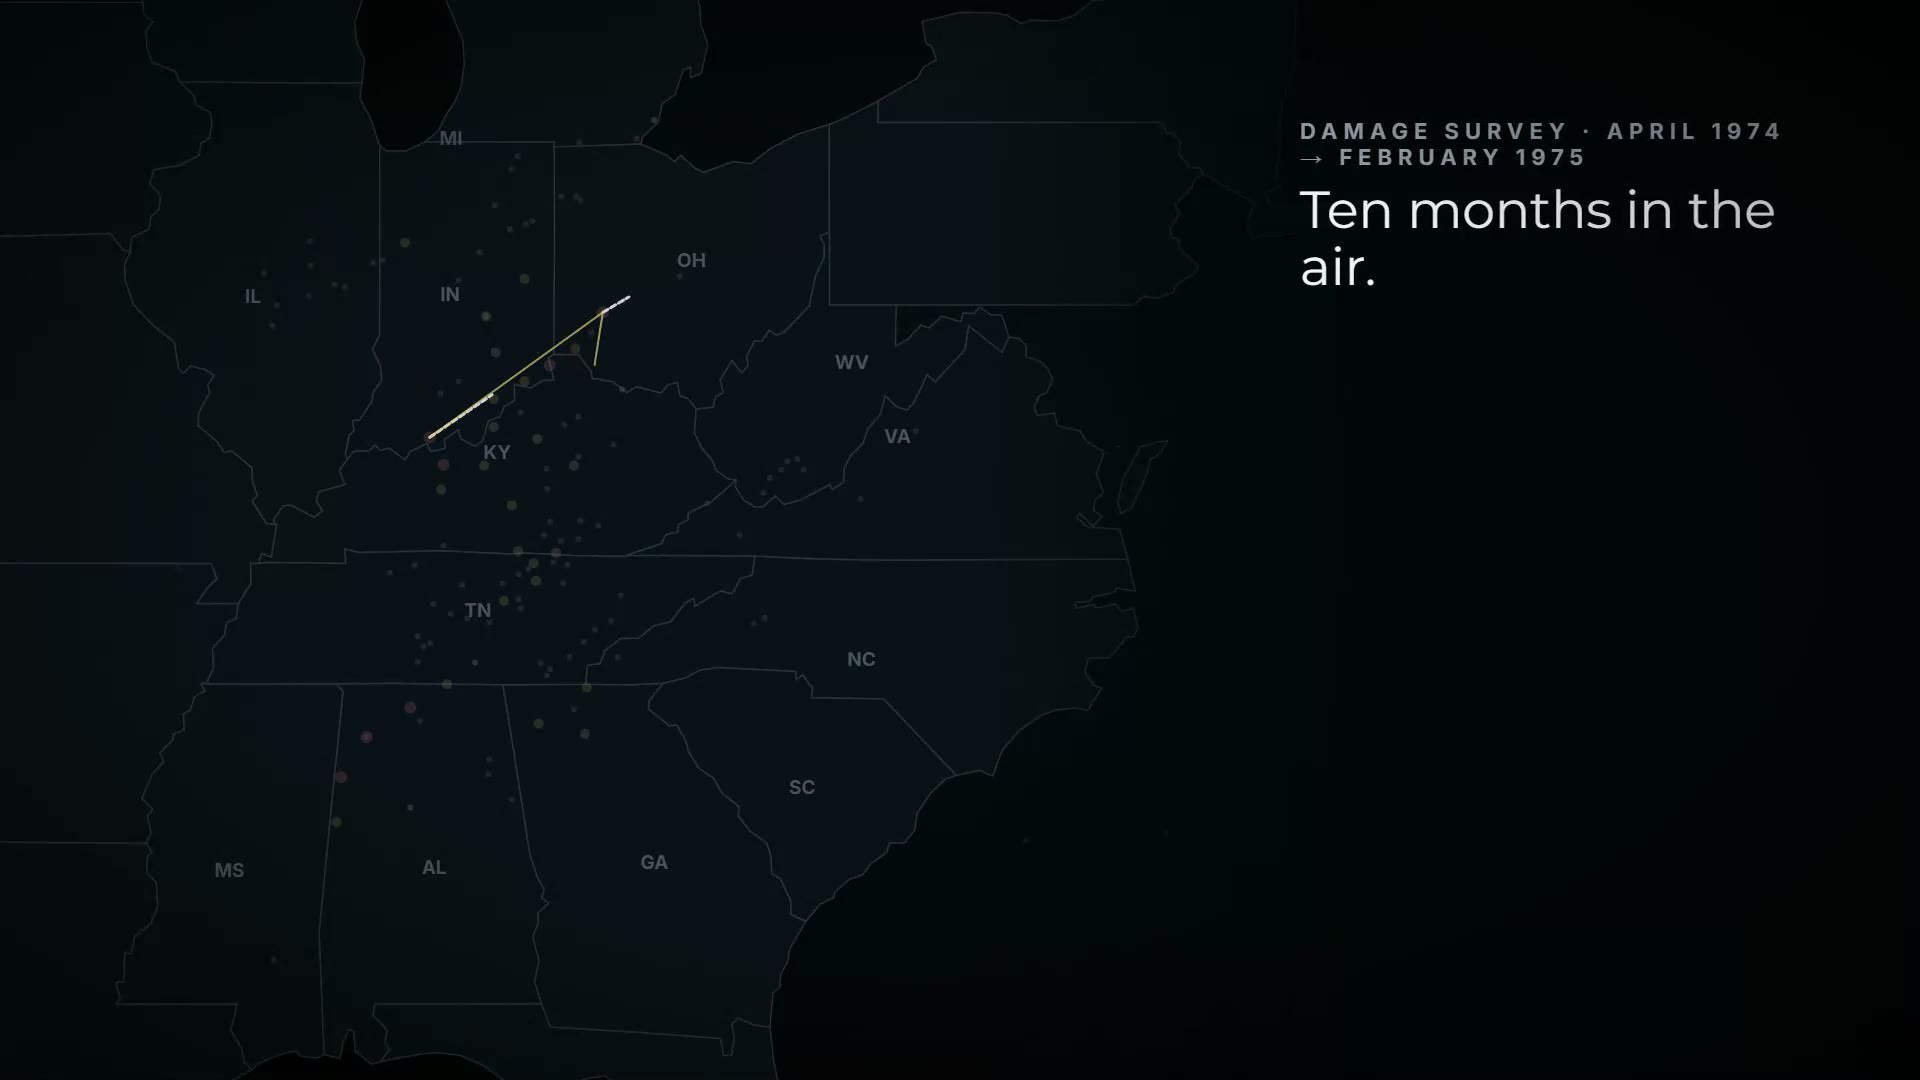 DAMAGE SURVEY · APRIL 1974
→ FEBRUARY 1975
Ten months in the
air.
MI
OH
IN
IL
WV
VA
KY
TN
NC
SC
GA
AL
MS